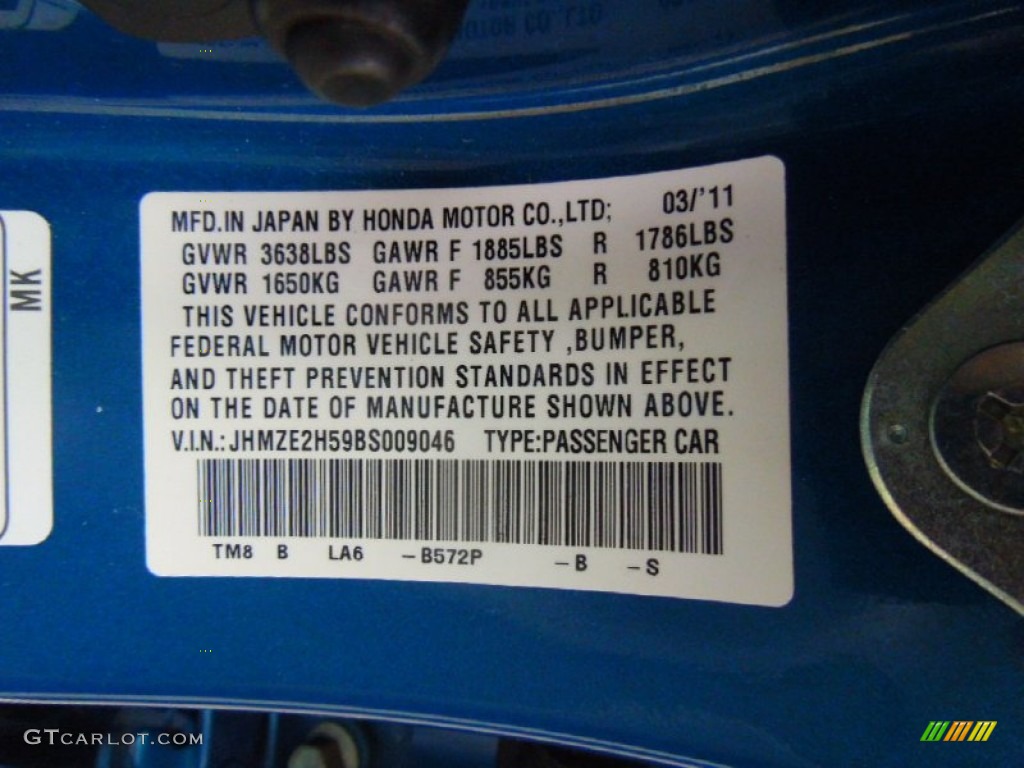 MFD.IN JAPAN BY HONDA MOTOR CO.,LTD; 03/'11
GVWR 3638LBS GAWR F 1885LBS R 1786LBS
GVWR 1650KG GAWR F 855KG R 810KG
THIS VEHICLE CONFORMS TO ALL APPLICABLE
FEDERAL MOTOR VEHICLE SAFETY ,BUMPER,
AND THEFT PREVENTION STANDARDS IN EFFECT
ON THE DATE OF MANUFACTURE SHOWN ABOVE.
V.I.N.: JHMZE2H59BS009046 TYPE:PASSENGER CAR
TM8 B LA6 -B572P -B -S
MK
GTCARLOT.COM